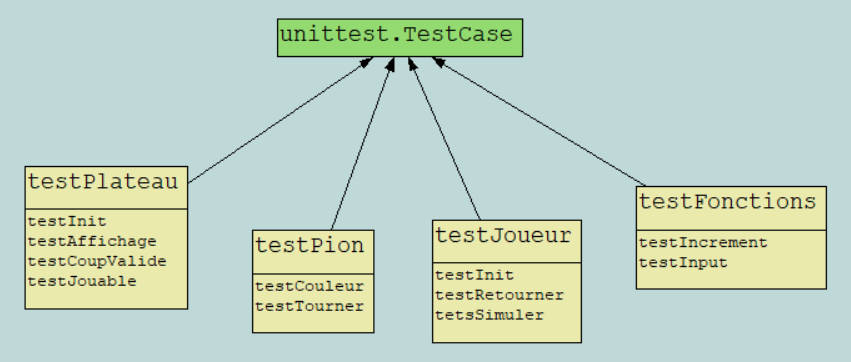 unittest.TestCase
testPlateau
testInit
testAffichage
testCoupValide
testJouable
testPion
testCouleur
testTourner
testJoueur
testInit
testRetourner
tetsSimuler
testFonctions
testIncrement
testInput